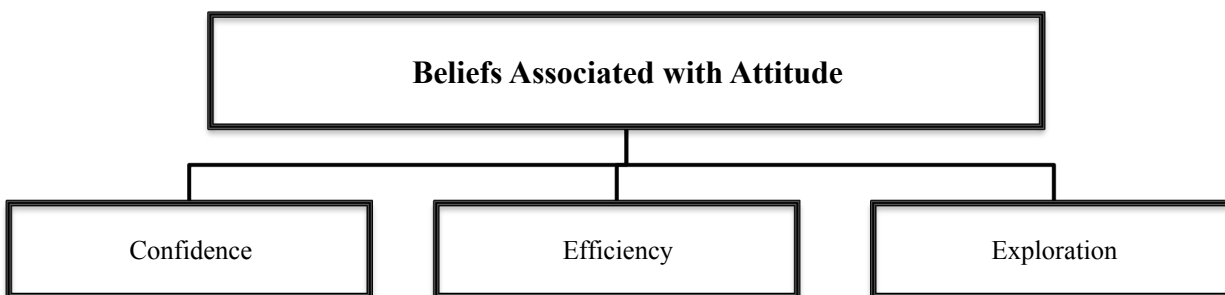 Beliefs Associated with Attitude
Confidence
Efficiency
Exploration